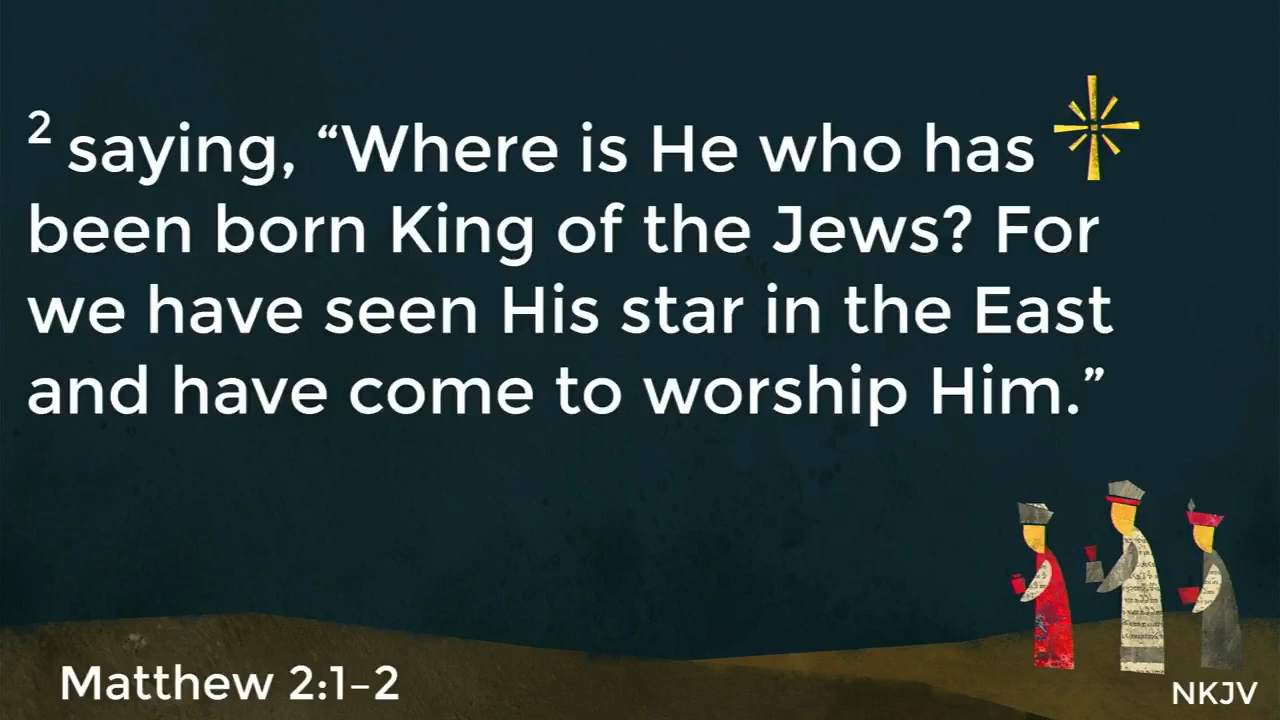 2 saying, “Where is He who has
been born King of the Jews? For
we have seen His star in the East
and have come to worship Him.”
Matthew 2:1–2
NKJV